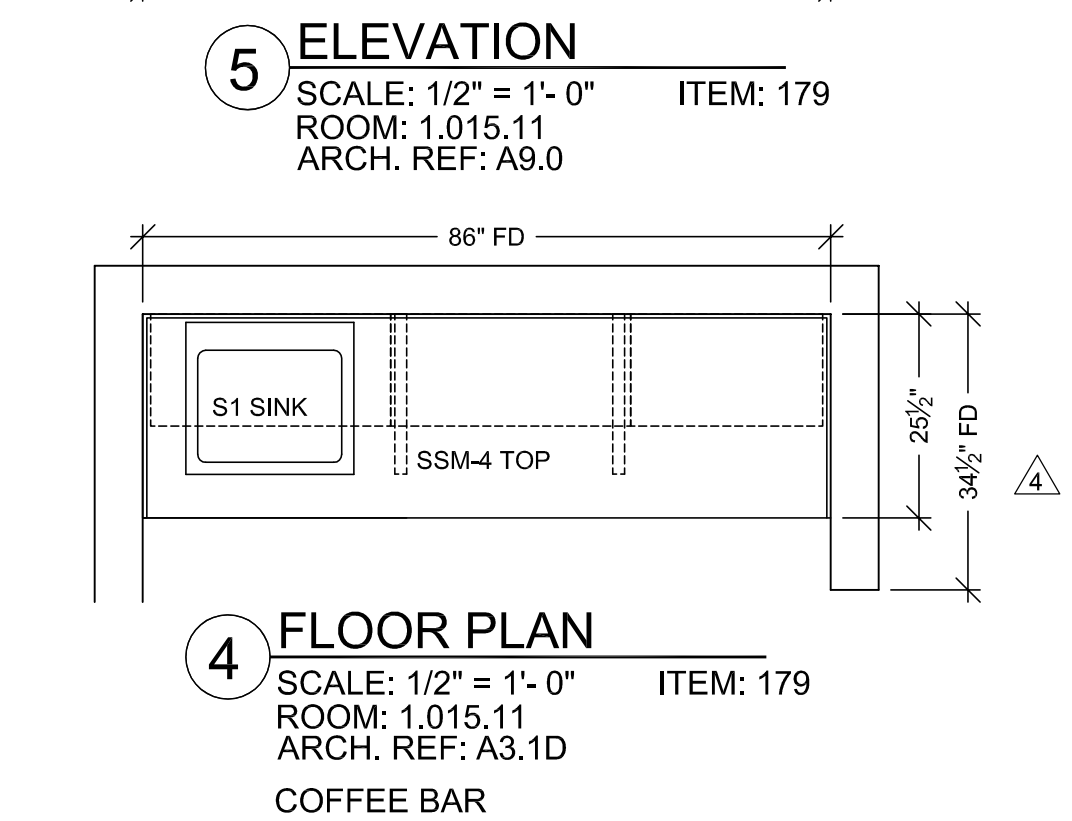 5 ELEVATION
SCALE: 1/2" = 1'- 0" ITEM: 179
ROOM: 1.015.11
ARCH. REF: A9.0
86" FD
S1 SINK
SSM-4 TOP
25½"
34½" FD
4
4 FLOOR PLAN
SCALE: 1/2" = 1'- 0" ITEM: 179
ROOM: 1.015.11
ARCH. REF: A3.1D
COFFEE BAR